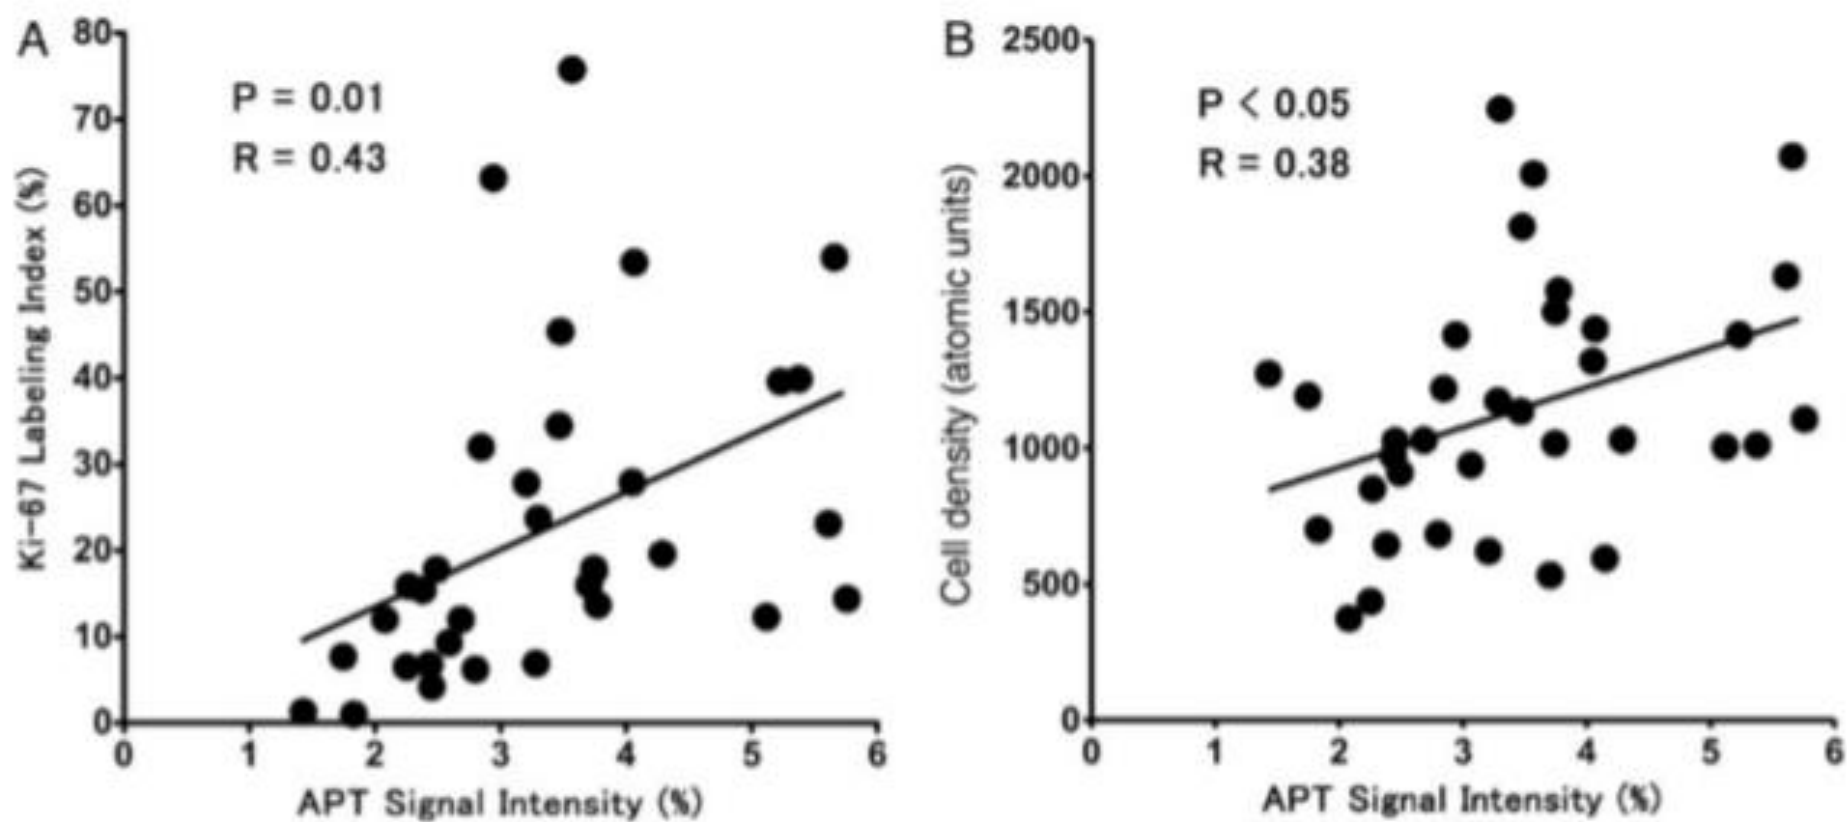 A
P = 0.01
R = 0.43
Ki-67 Labeling Index (%)
80
70
60
50
40
30
20
10
0
0 1 2 3 4 5 6
APT Signal Intensity (%)
B
P < 0.05
R = 0.38
Cell density (atomic units)
2500
2000
1500
1000
500
0
0 1 2 3 4 5 6
APT Signal Intensity (%)